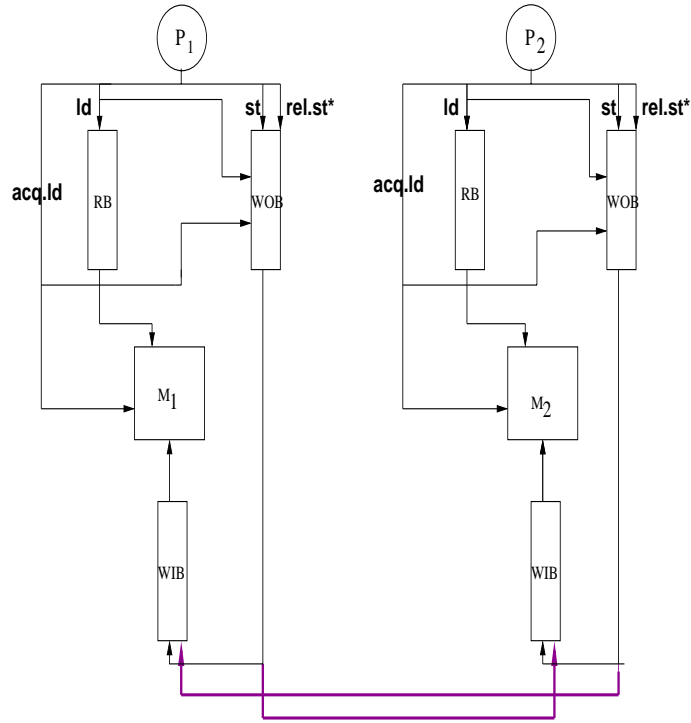 P1 P2
ld st rel.st* ld st rel.st*
acq.ld RB WOB acq.ld RB WOB
M1 M2
WIB WIB